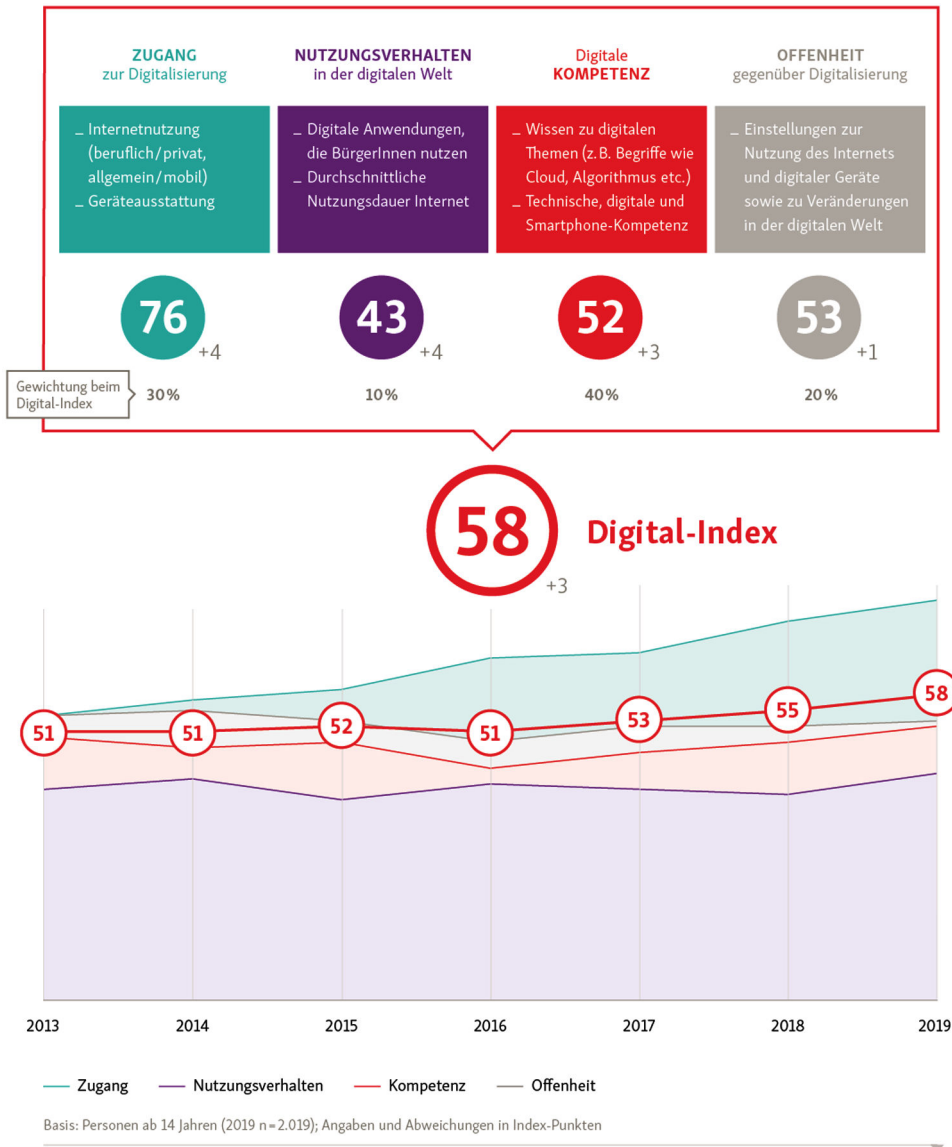 ZUGANG
zur Digitalisierung
NUTZUNGSVERHALTEN
in der digitalen Welt
Digitale
KOMPETENZ
OFFENHEIT
gegenüber Digitalisierung
_ Internetnutzung
(beruflich/privat,
allgemein/mobil)
_ Geräteausstattung
_ Digitale Anwendungen,
die BürgerInnen nutzen
_ Durchschnittliche
Nutzungsdauer Internet
_ Wissen zu digitalen
Themen (z. B. Begriffe wie
Cloud, Algorithmus etc.)
_ Technische, digitale und
Smartphone-Kompetenz
_ Einstellungen zur
Nutzung des Internets
und digitaler Geräte
sowie zu Veränderungen
in der digitalen Welt
76
+4
43
+4
52
+3
53
+1
Gewichtung beim
Digital-Index
30 %
10 %
40 %
20 %
58
+3
Digital-Index
51
51
52
51
53
55
58
2013
2014
2015
2016
2017
2018
2019
Zugang
Nutzungsverhalten
Kompetenz
Offenheit
Basis: Personen ab 14 Jahren (2019 n = 2.019); Angaben und Abweichungen in Index-Punkten